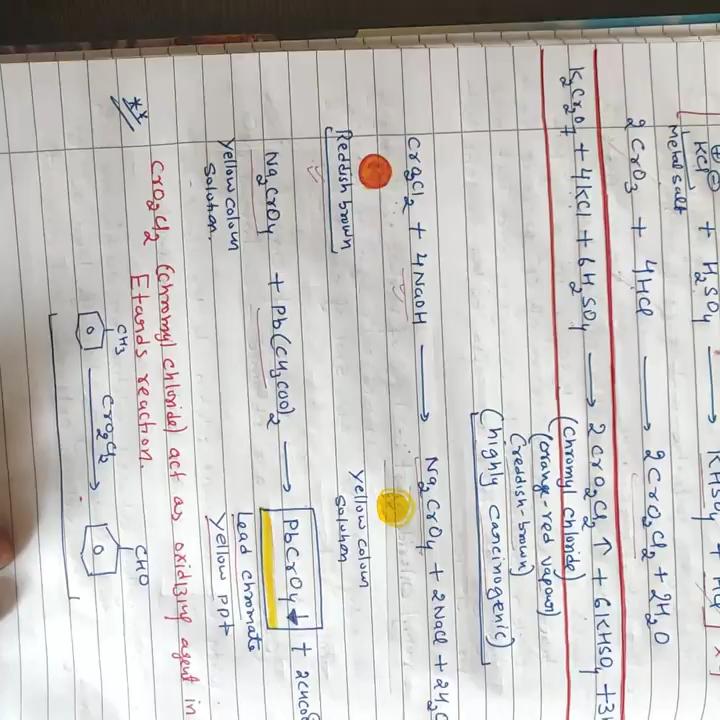 KCl + H₂SO₄ ⟶ KHSO₄ + HCl
Metal salt
2CrO₃ + 4HCl ⟶ 2CrO₂Cl₂ + 2H₂O
K₂Cr₂O₇ + 4KCl + 6H₂SO₄ ⟶ 2CrO₂Cl₂ ↑ + 6KHSO₄ + 3H
(chromyl chloride)
(orange-red vapour)
(reddish-brown)
(highly carcinogenic)
CrO₂Cl₂ + 4NaOH ⟶ Na₂CrO₄ + 2NaCl + 2H₂O
Reddish brown
Yellow colour
solution
Na₂CrO₄ + Pb(CH₃COO)₂ ⟶ PbCrO₄↓ + 2CH₃COO
Yellow colour
solution.
Lead chromate
Yellow ppt
** CrO₂Cl₂ (chromyl chloride) act as oxidizing agent in
Etards reaction.
CH₃ CrO₂Cl₂ ⟶ CHO